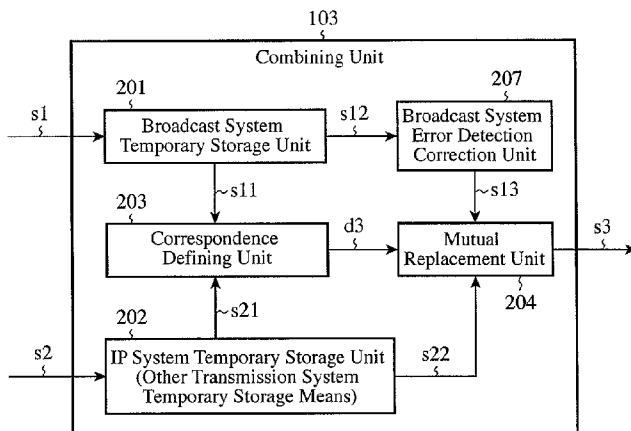 103
Combining Unit
201
207
s1
Broadcast System
Temporary Storage Unit
s12
Broadcast System
Error Detection
Correction Unit
s11
s13
203
Correspondence
Defining Unit
d3
Mutual
Replacement Unit
s3
204
s21
202
s2
IP System Temporary Storage Unit
(Other Transmission System
Temporary Storage Means)
s22